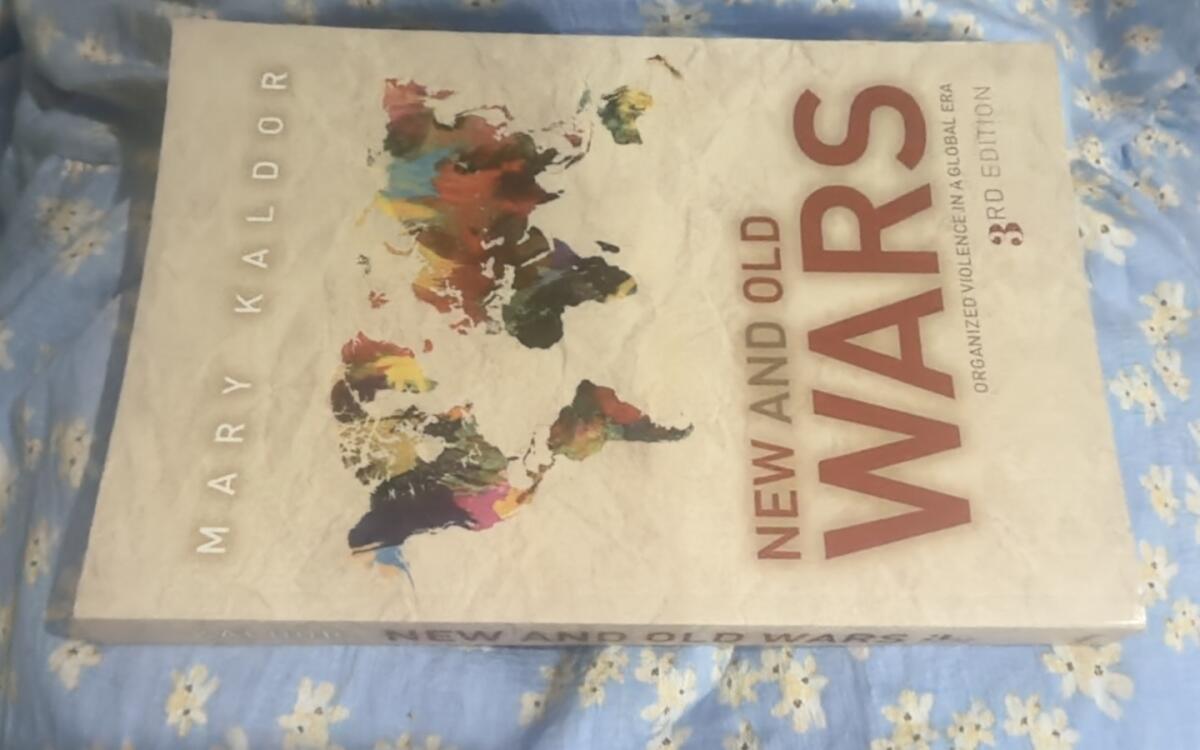 MARY KALDOR
NEW AND OLD
WARS
ORGANIZED VIOLENCE IN A GLOBAL ERA
3RD EDITION
NEW AND OLD WARS